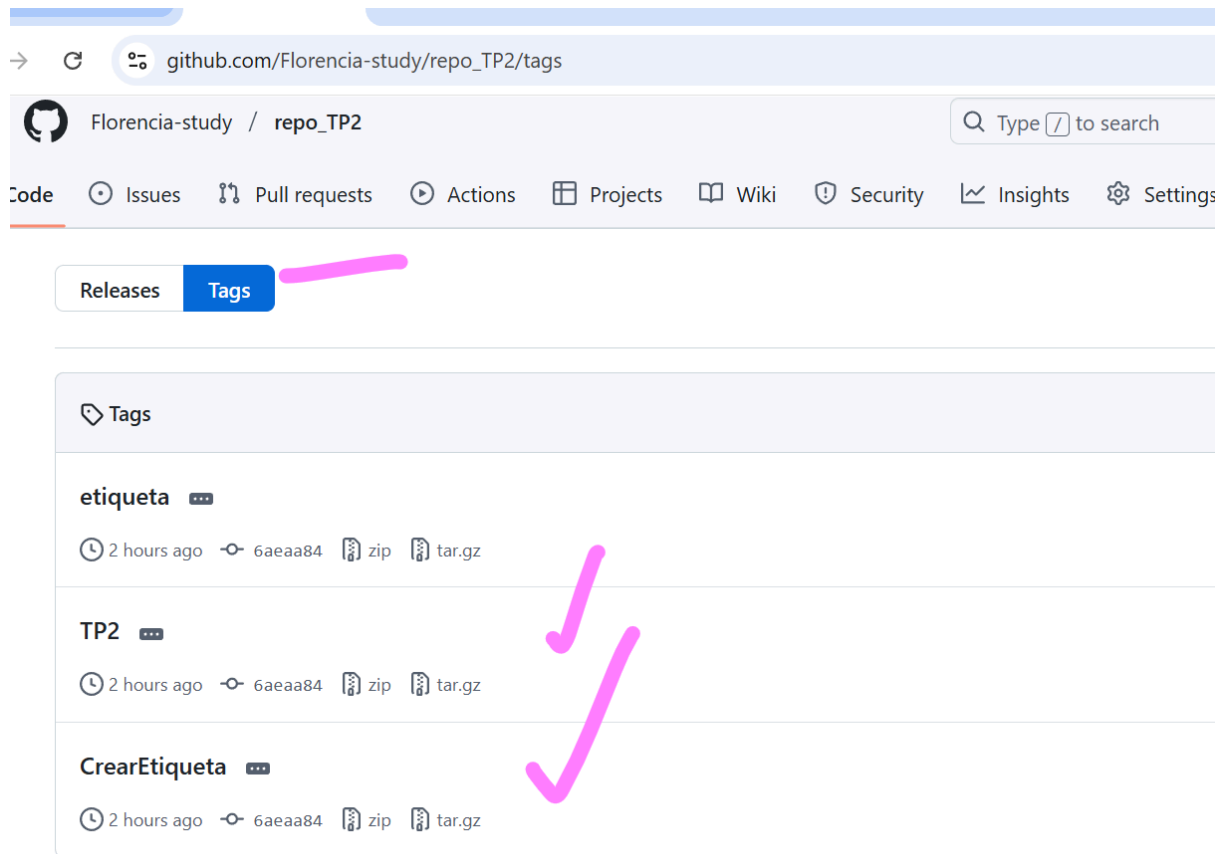 github.com/Florencia-study/repo_TP2/tags
Florencia-study / repo_TP2
Type / to search
Code Issues Pull requests Actions Projects Wiki Security Insights Settings
Releases Tags
Tags
etiqueta
2 hours ago 6aeaa84 zip tar.gz
TP2
2 hours ago 6aeaa84 zip tar.gz
CrearEtiqueta
2 hours ago 6aeaa84 zip tar.gz